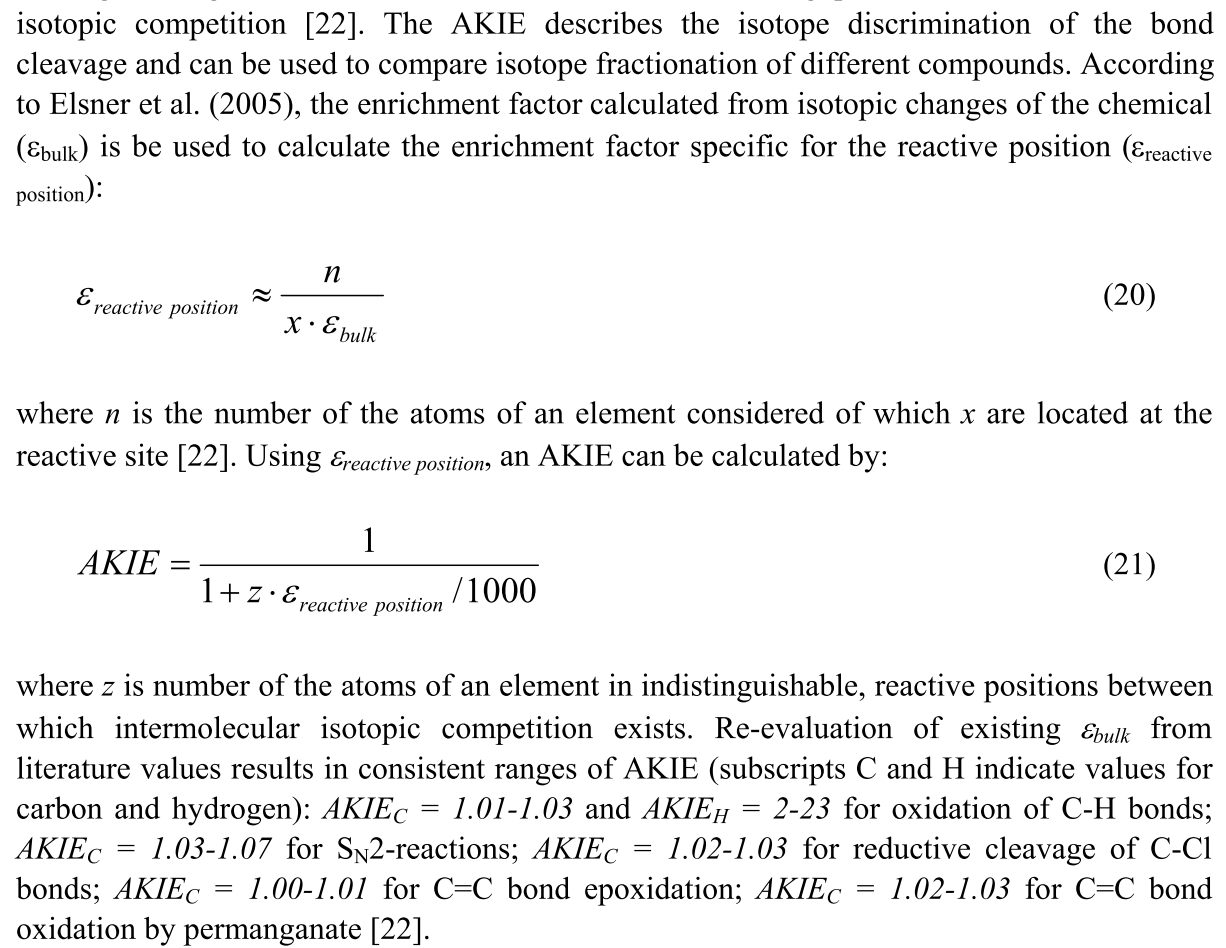 isotopic competition [22]. The AKIE describes the isotope discrimination of the bond
cleavage and can be used to compare isotope fractionation of different compounds. According
to Elsner et al. (2005), the enrichment factor calculated from isotopic changes of the chemical
(εbulk) is be used to calculate the enrichment factor specific for the reactive position (εreactive
position):
ε reactive position ≈ n / (x · ε bulk) (20)
where n is the number of the atoms of an element considered of which x are located at the
reactive site [22]. Using εreactive position, an AKIE can be calculated by:
AKIE = 1 / (1 + z · ε reactive position /1000) (21)
where z is number of the atoms of an element in indistinguishable, reactive positions between
which intermolecular isotopic competition exists. Re-evaluation of existing εbulk from
literature values results in consistent ranges of AKIE (subscripts C and H indicate values for
carbon and hydrogen): AKIEC = 1.01-1.03 and AKIEH = 2-23 for oxidation of C-H bonds;
AKIEC = 1.03-1.07 for SN2-reactions; AKIEC = 1.02-1.03 for reductive cleavage of C-Cl
bonds; AKIEC = 1.00-1.01 for C=C bond epoxidation; AKIEC = 1.02-1.03 for C=C bond
oxidation by permanganate [22].